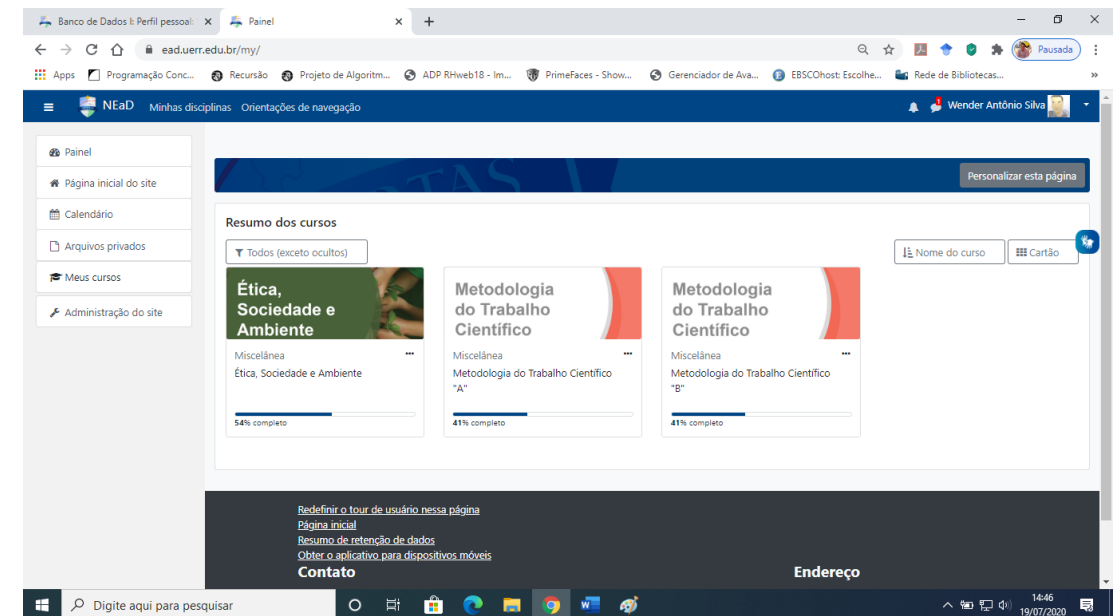 Banco de Dados I: Perfil pessoal:
Painel
ead.uerr.edu.br/my/
Pausada
Apps
Programação Conc...
Recursão
Projeto de Algoritm...
ADP RHweb18 - Im...
PrimeFaces - Show...
Gerenciador de Ava...
EBSCOhost: Escolhe...
Rede de Bibliotecas...
»
NEaD
Minhas disciplinas
Orientações de navegação
Wender Antônio Silva
Painel
Página inicial do site
Calendário
Arquivos privados
Meus cursos
Administração do site
Personalizar esta página
Resumo dos cursos
Todos (exceto ocultos)
Nome do curso
Cartão
Ética,
Sociedade e
Ambiente
Miscelânea
Ética, Sociedade e Ambiente
54% completo
Metodologia
do Trabalho
Científico
Miscelânea
Metodologia do Trabalho Científico
"A"
41% completo
Metodologia
do Trabalho
Científico
Miscelânea
Metodologia do Trabalho Científico
"B"
41% completo
Redefinir o tour de usuário nessa página
Página inicial
Resumo de retenção de dados
Obter o aplicativo para dispositivos móveis
Contato
Endereço
Digite aqui para pesquisar
14:46
19/07/2020